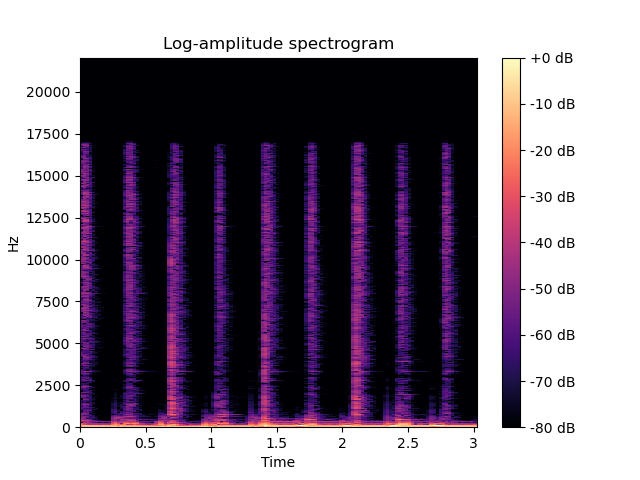 Log-amplitude spectrogram
Hz
20000
17500
15000
12500
10000
7500
5000
2500
0
0 0.5 1 1.5 2 2.5 3
Time
+0 dB
-10 dB
-20 dB
-30 dB
-40 dB
-50 dB
-60 dB
-70 dB
-80 dB